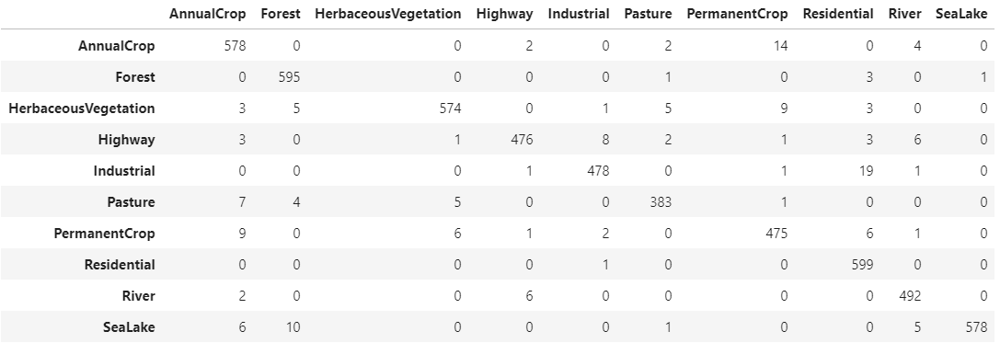 AnnualCrop Forest HerbaceousVegetation Highway Industrial Pasture PermanentCrop Residential River SeaLake
AnnualCrop 578 0 0 2 0 2 14 0 4 0
Forest 0 595 0 0 0 1 0 3 0 1
HerbaceousVegetation 3 5 574 0 1 5 9 3 0 0
Highway 3 0 1 476 8 2 1 3 6 0
Industrial 0 0 0 1 478 0 1 19 1 0
Pasture 7 4 5 0 0 383 1 0 0 0
PermanentCrop 9 0 6 1 2 0 475 6 1 0
Residential 0 0 0 0 1 0 0 599 0 0
River 2 0 0 6 0 0 0 0 492 0
SeaLake 6 10 0 0 0 1 0 0 5 578